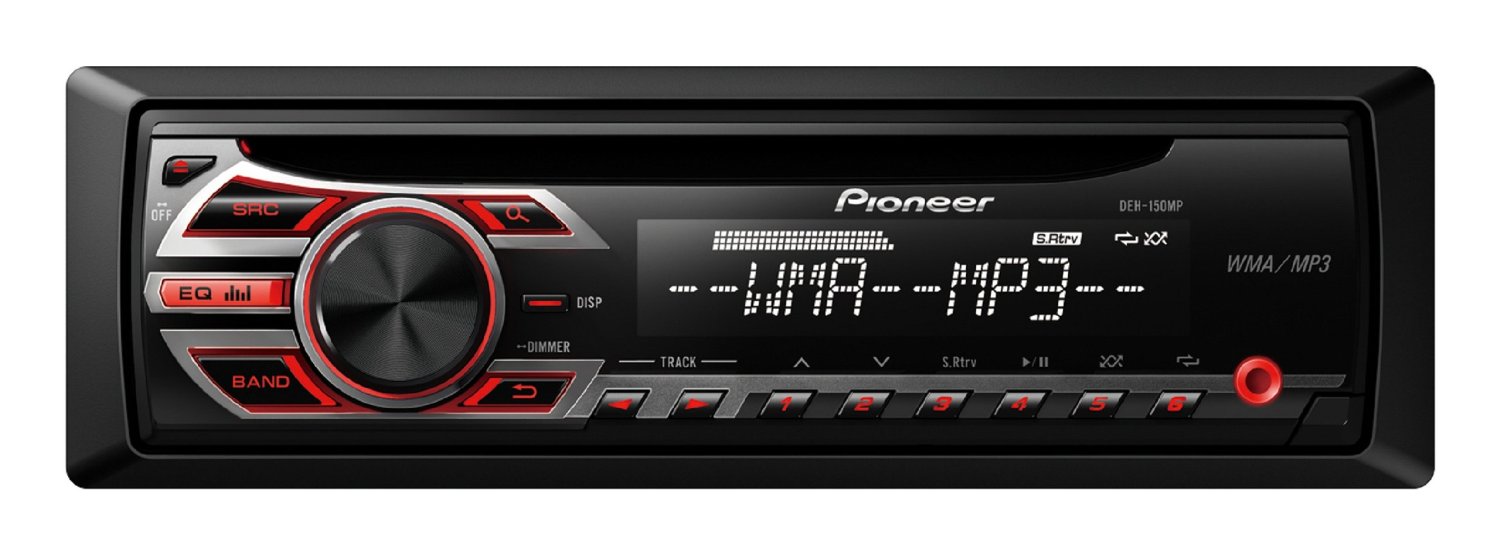 Pioneer
DEH-150MP
OFF
SRC
S.Rtrv
WMA/MP3
--WMA--MP3---
EQ
DISP
DIMMER
TRACK
S.Rtrv
BAND
1 2 3 4 5 6